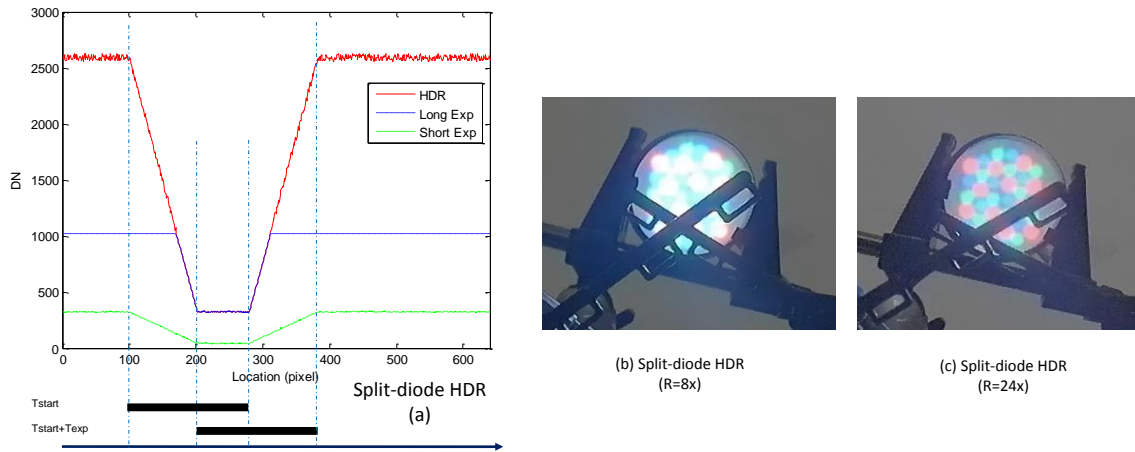 3000
2500
2000
1500
1000
500
0
DN
HDR
Long Exp
Short Exp
0 100 200 300 400 500 600
Location (pixel)
Split-diode HDR
(a)
Tstart
Tstart+Texp
(b) Split-diode HDR
(R=8x)
(c) Split-diode HDR
(R=24x)